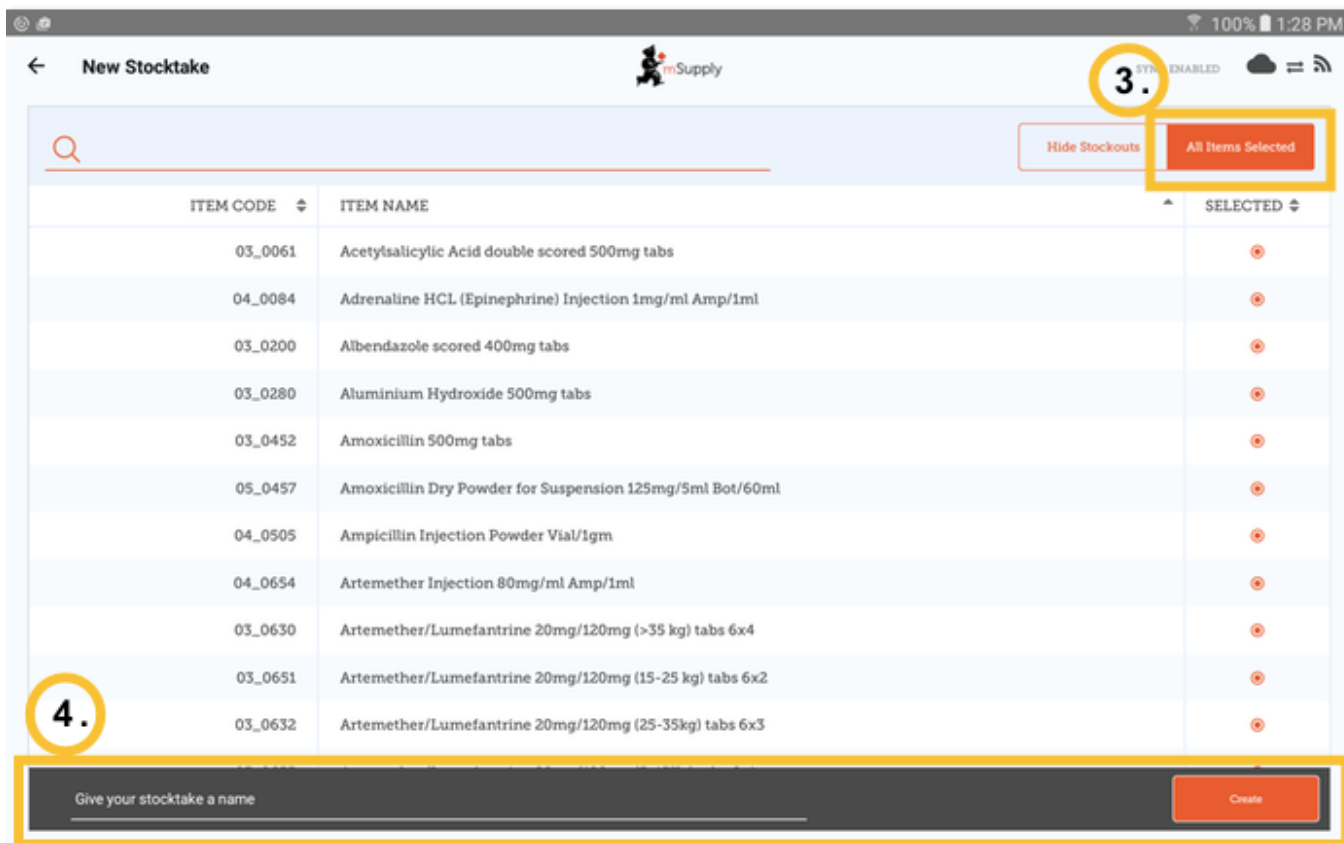 100% 1:28 PM
New Stocktake
mSupply
ENABLED
3.
Hide Stockouts
All Items Selected
ITEM CODE ITEM NAME SELECTED
03_0061 Acetylsalicylic Acid double scored 500mg tabs
04_0084 Adrenaline HCL (Epinephrine) Injection 1mg/ml Amp/1ml
03_0200 Albendazole scored 400mg tabs
03_0280 Aluminium Hydroxide 500mg tabs
03_0452 Amoxicillin 500mg tabs
05_0457 Amoxicillin Dry Powder for Suspension 125mg/5ml Bot/60ml
04_0505 Ampicillin Injection Powder Vial/1gm
04_0654 Artemether Injection 80mg/ml Amp/1ml
03_0630 Artemether/Lumefantrine 20mg/120mg (>35 kg) tabs 6x4
03_0651 Artemether/Lumefantrine 20mg/120mg (15-25 kg) tabs 6x2
03_0632 Artemether/Lumefantrine 20mg/120mg (25-35kg) tabs 6x3
4.
Give your stocktake a name
Create